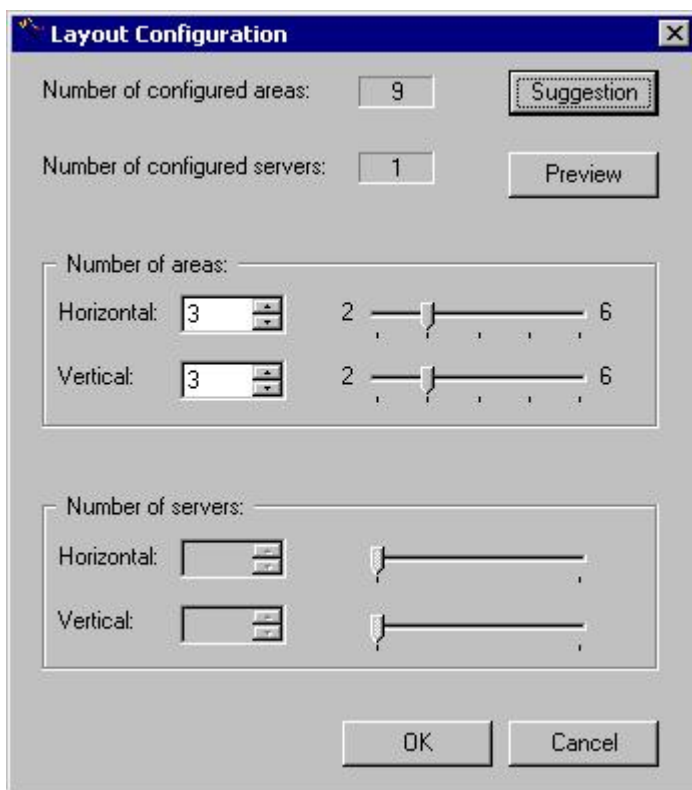 Layout Configuration
Number of configured areas: 9 Suggestion
Number of configured servers: 1 Preview
Number of areas:
Horizontal: 3 2 6
Vertical: 3 2 6
Number of servers:
Horizontal:
Vertical:
OK Cancel